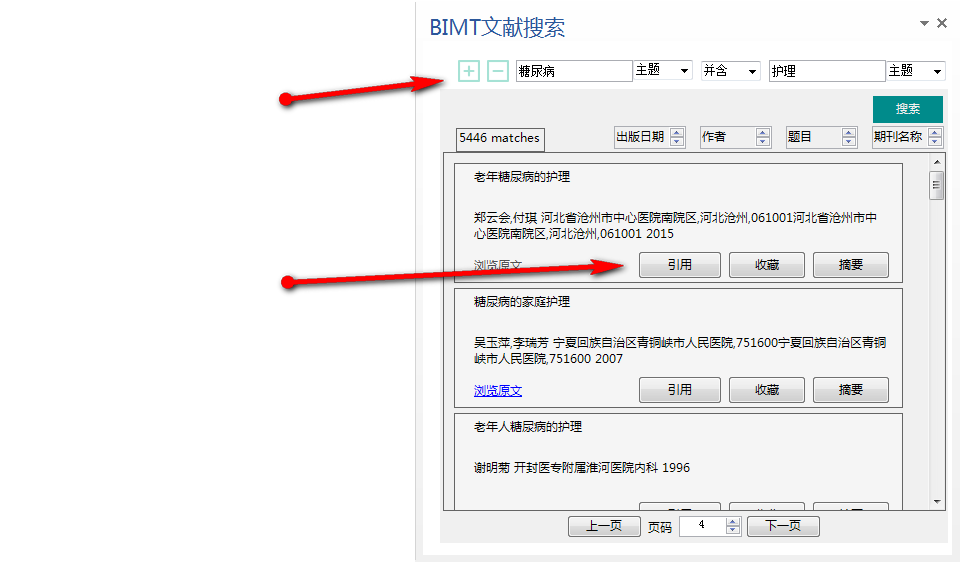 BIMT文献搜索
糖尿病 主题 并含 护理 主题
搜索
5446 matches 出版日期 作者 题目 期刊名称
老年糖尿病的护理
郑云会,付琪 河北省沧州市中心医院南院区,河北沧州,061001河北省沧州市中
心医院南院区,河北沧州,061001 2015
浏览原文 引用 收藏 摘要
糖尿病的家庭护理
吴玉萍,李瑞芳 宁夏回族自治区青铜峡市人民医院,751600宁夏回族自治区青铜
峡市人民医院,751600 2007
浏览原文 引用 收藏 摘要
老年人糖尿病的护理
谢明菊 开封医专附属淮河医院内科 1996
上一页 页码 4 下一页